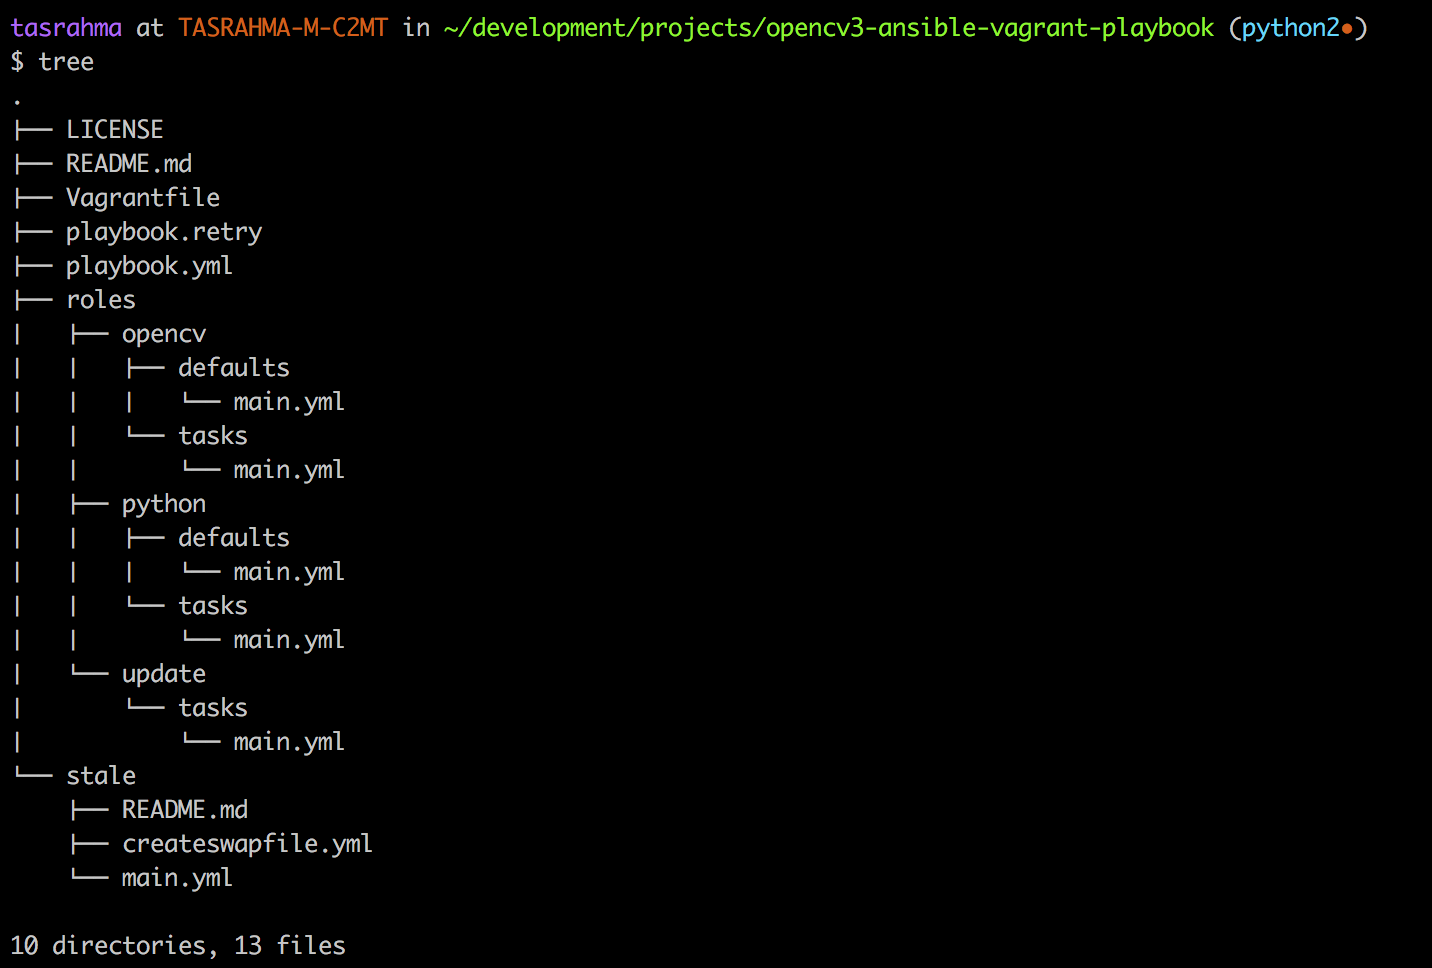 tasrahma at TASRAHMA-M-C2MT in ~/development/projects/opencv3-ansible-vagrant-playbook (python2•)
$ tree
.
├── LICENSE
├── README.md
├── Vagrantfile
├── playbook.retry
├── playbook.yml
├── roles
│   ├── opencv
│   │   ├── defaults
│   │   │   └── main.yml
│   │   └── tasks
│   │       └── main.yml
│   ├── python
│   │   ├── defaults
│   │   │   └── main.yml
│   │   └── tasks
│   │       └── main.yml
│   └── update
│       └── tasks
│           └── main.yml
└── stale
    ├── README.md
    ├── createswapfile.yml
    └── main.yml

10 directories, 13 files